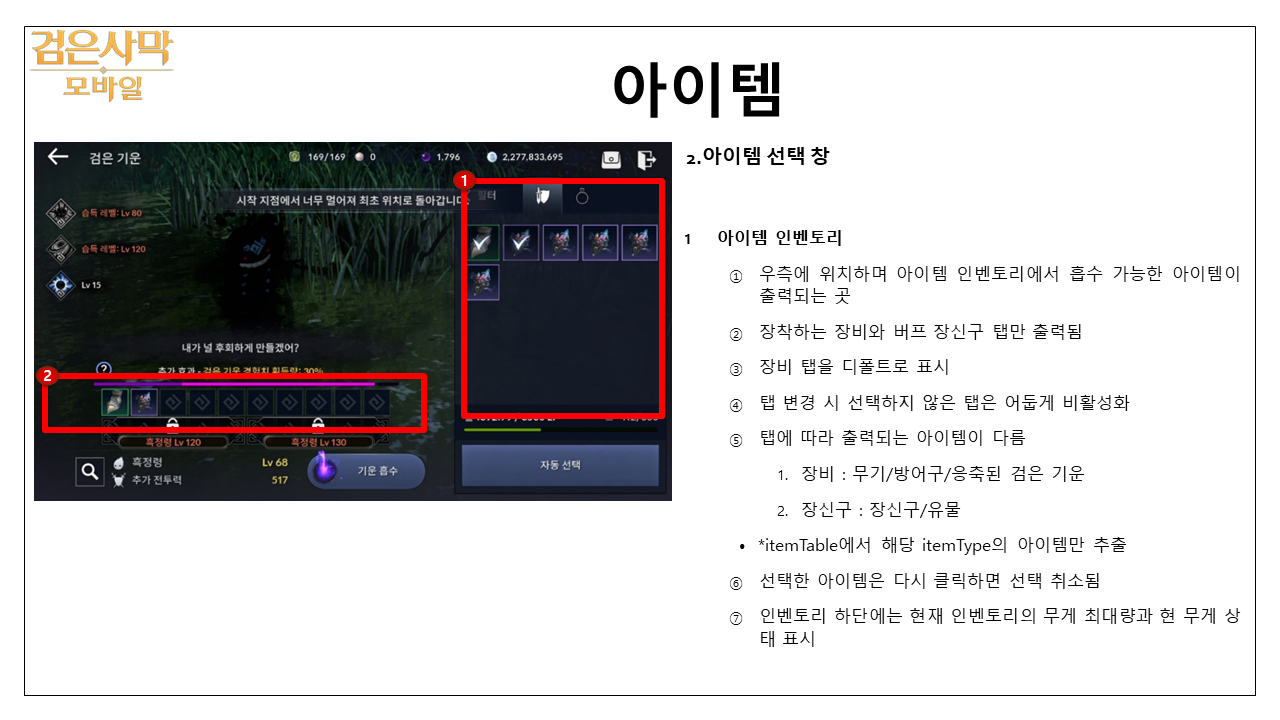 검은사막
모바일
아이템
검은 기운
169/169
0
1,796
2,277,833,695
습득 레벨: Lv 80
습득 레벨: Lv 120
Lv 15
시작 지점에서 너무 멀어져 최초 위치로 돌아갑니다.
1
필터
내가 널 후회하게 만들겠어?
추가 효과 - 검은 기운 경험치 획득량: 30%
2
흑정령 Lv 120
흑정령 Lv 130
흑정령
Lv 68
추가 전투력
517
기운 흡수
자동 선택
2.아이템 선택 창
1 아이템 인벤토리
① 우측에 위치하며 아이템 인벤토리에서 흡수 가능한 아이템이
출력되는 곳
② 장착하는 장비와 버프 장신구 탭만 출력됨
③ 장비 탭을 디폴트로 표시
④ 탭 변경 시 선택하지 않은 탭은 어둡게 비활성화
⑤ 탭에 따라 출력되는 아이템이 다름
1. 장비 : 무기/방어구/응축된 검은 기운
2. 장신구 : 장신구/유물
• *itemTable에서 해당 itemType의 아이템만 추출
⑥ 선택한 아이템은 다시 클릭하면 선택 취소됨
⑦ 인벤토리 하단에는 현재 인벤토리의 무게 최대량과 현 무게 상
태 표시